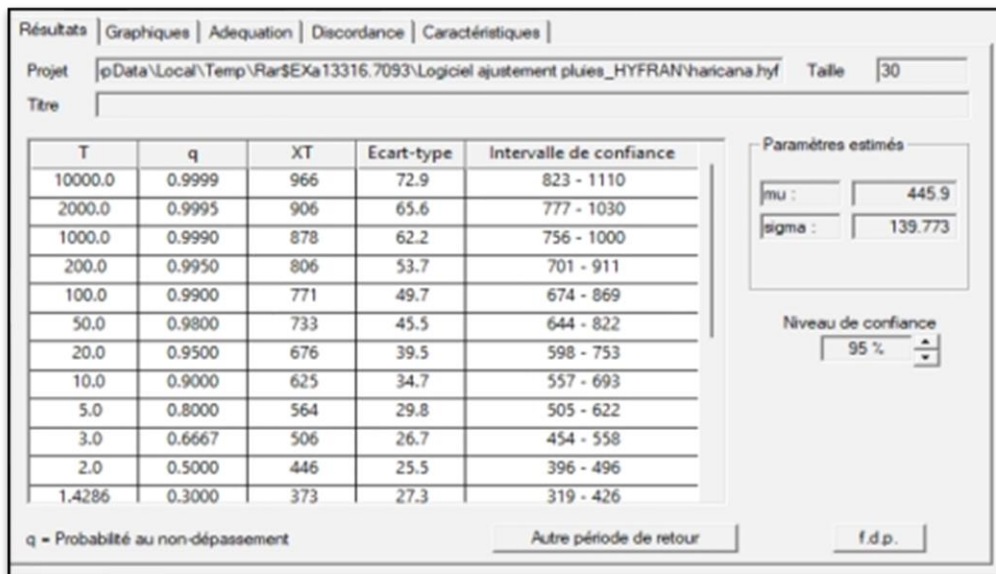 Résultats Graphiques Adequation Discordance Caractéristiques
Projet pData\Local\Temp\Rar$EXa13316.7093\Logiciel ajustement pluies_HYFRAN\haricana.hyf Taille 30
Titre
T q XT Ecart-type Intervalle de confiance
10000.0 0.9999 966 72.9 823 - 1110
2000.0 0.9995 906 65.6 777 - 1030
1000.0 0.9990 878 62.2 756 - 1000
200.0 0.9950 806 53.7 701 - 911
100.0 0.9900 771 49.7 674 - 869
50.0 0.9800 733 45.5 644 - 822
20.0 0.9500 676 39.5 598 - 753
10.0 0.9000 625 34.7 557 - 693
5.0 0.8000 564 29.8 505 - 622
3.0 0.6667 506 26.7 454 - 558
2.0 0.5000 446 25.5 396 - 496
1.4286 0.3000 373 27.3 319 - 426
Paramètres estimés
mu : 445.9
sigma : 139.773
Niveau de confiance
95 %
q = Probabilité au non-dépassement
Autre période de retour
f.d.p.